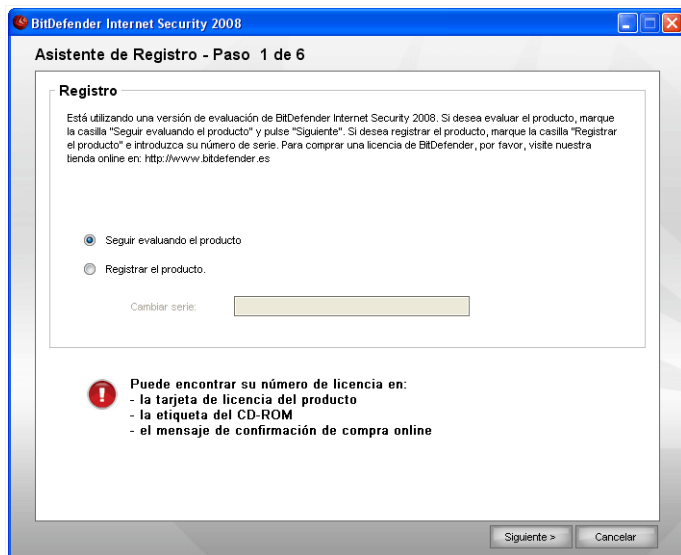 BitDefender Internet Security 2008
Asistente de Registro - Paso 1 de 6
Registro
Está utilizando una versión de evaluación de BitDefender Internet Security 2008. Si desea evaluar el producto, marque
la casilla "Seguir evaluando el producto" y pulse "Siguiente". Si desea registrar el producto, marque la casilla "Registrar
el producto" e introduzca su número de serie. Para comprar una licencia de BitDefender, por favor, visite nuestra
tienda online en: http://www.bitdefender.es
Seguir evaluando el producto
Registrar el producto.
Cambiar serie:
Puede encontrar su número de licencia en:
- la tarjeta de licencia del producto
- la etiqueta del CD-ROM
- el mensaje de confirmación de compra online
Siguiente >
Cancelar